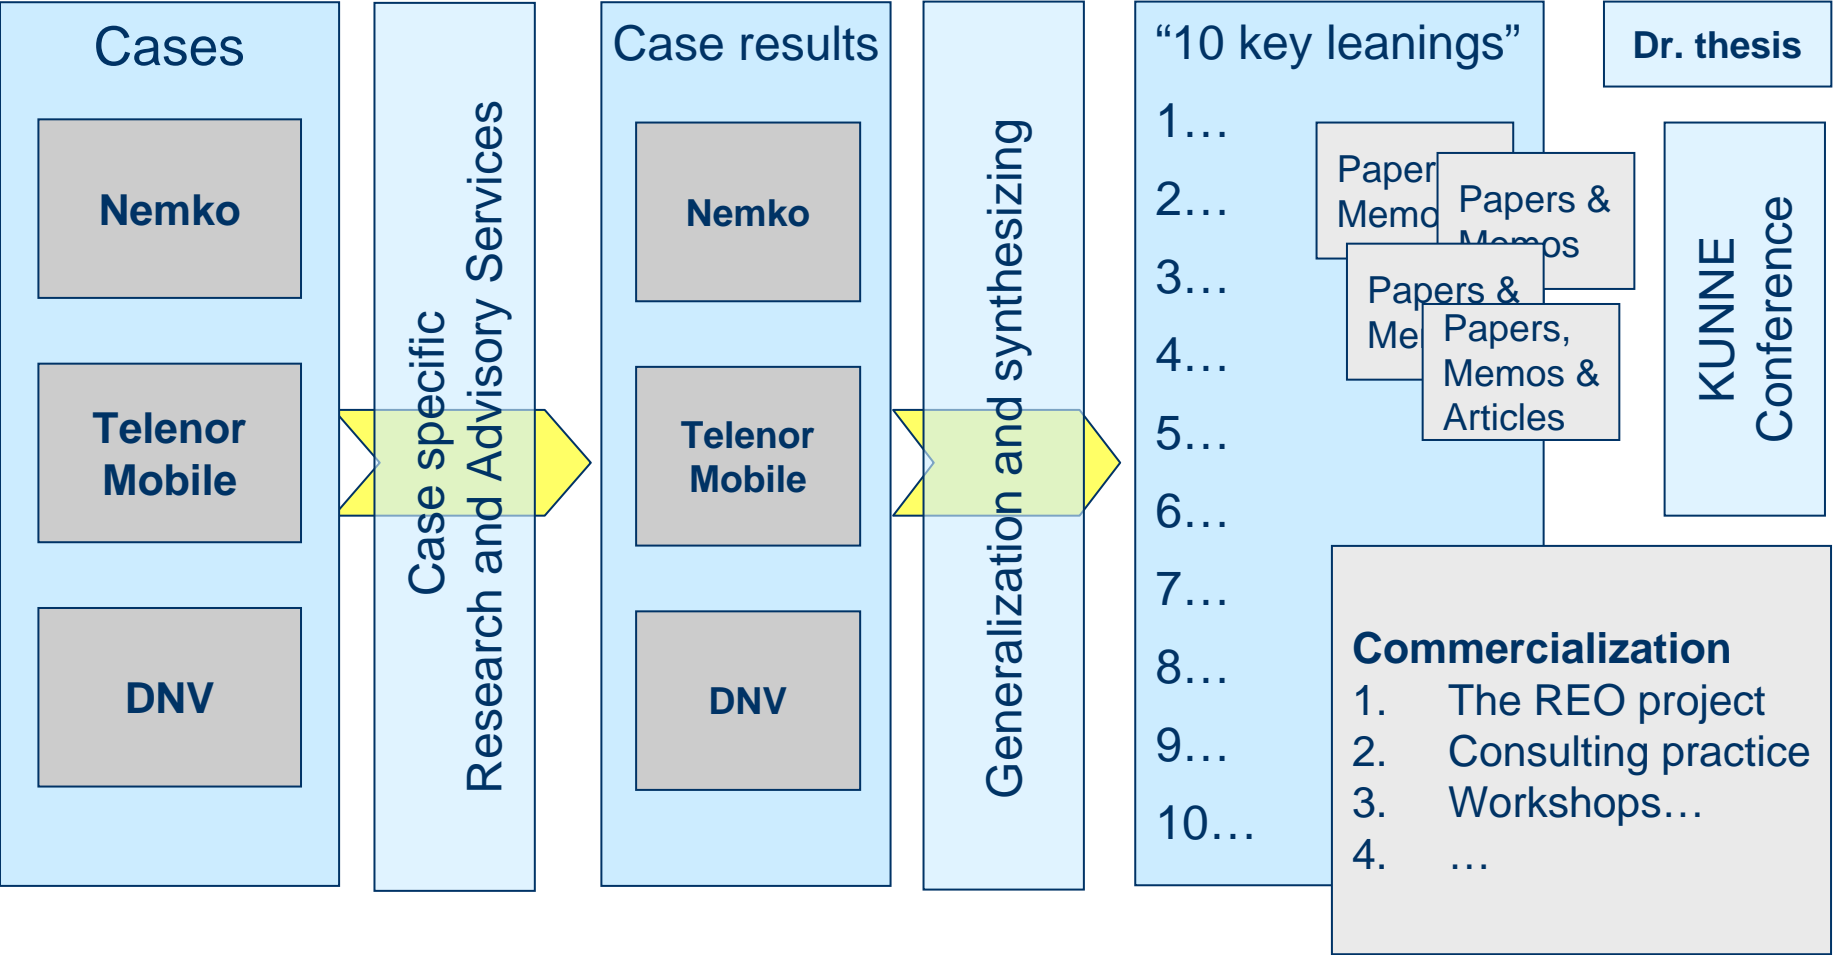 Cases
Nemko
Telenor
Mobile
DNV
Case specific
Research and Advisory Services
Case results
Nemko
Telenor
Mobile
DNV
Generalization and synthesizing
“10 key leanings”
1…
2…
3…
4…
5…
6…
7…
8…
9…
10…
Paper
Memo
Papers &
Memos
Papers &
Me
Papers,
Memos &
Articles
Dr. thesis
KUNNE
Conference
Commercialization
1. The REO project
2. Consulting practice
3. Workshops…
4. …